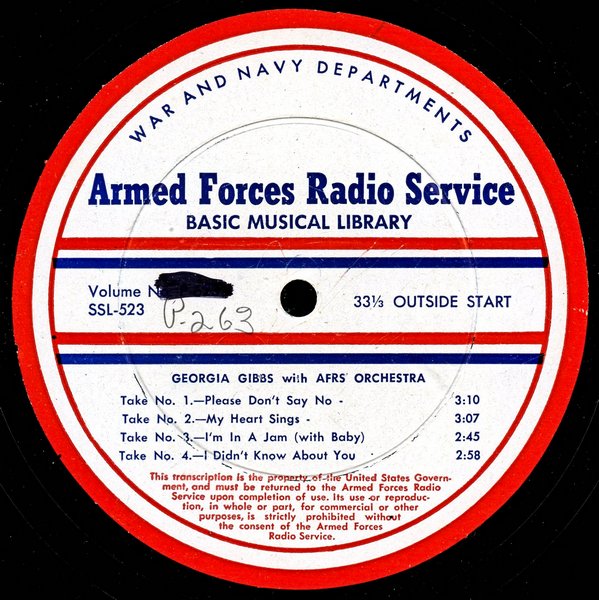 WAR AND NAVY DEPARTMENTS
Armed Forces Radio Service
BASIC MUSICAL LIBRARY
Volume N
SSL-523
P-263
33⅓ OUTSIDE START
GEORGIA GIBBS with AFRS ORCHESTRA
Take No. 1.—Please Don't Say No - 3:10
Take No. 2.—My Heart Sings - 3:07
Take No. 3.—I'm In A Jam (with Baby) 2:45
Take No. 4.—I Didn't Know About You 2:58
This transcription is the property of the United States Govern-
ment, and must be returned to the Armed Forces Radio
Service upon completion of use. Its use or reproduc-
tion, in whole or part, for commercial or other
purposes, is strictly prohibited without
the consent of the Armed Forces
Radio Service.